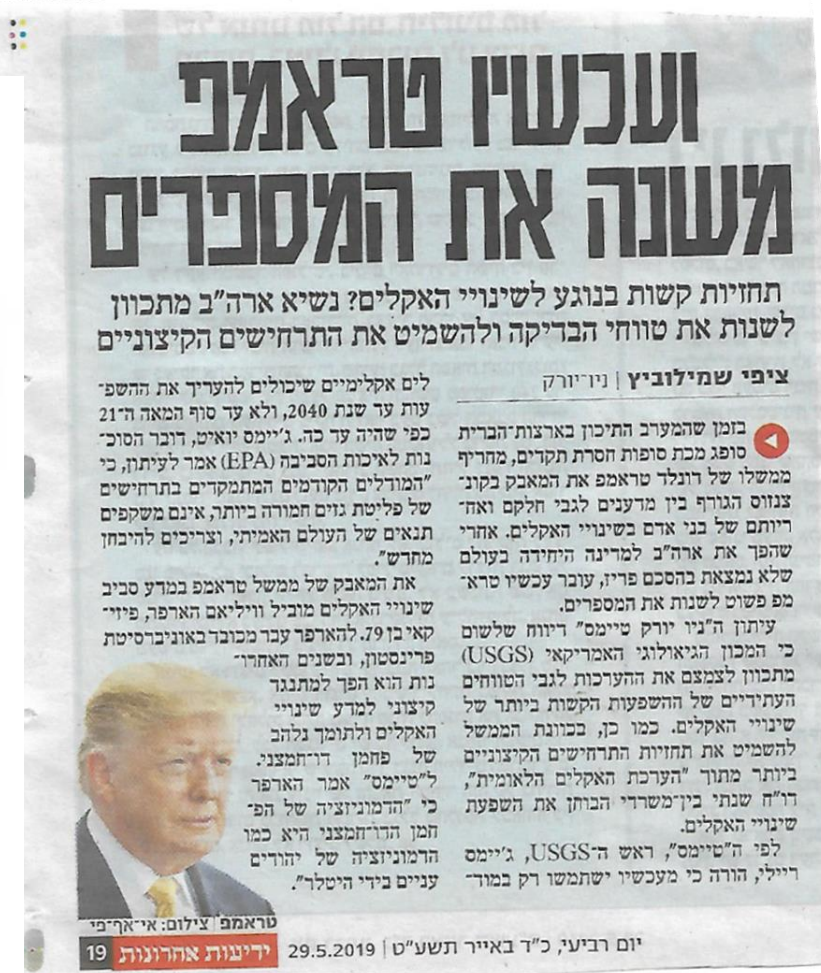 ועכשיו טראמפ
משנה את המספרים
תחזיות קשות בנוגע לשינויי האקלים? נשיא ארה"ב מתכוון
לשנות את טווחי הבדיקה ולהשמיט את התרחישים הקיצוניים
ציפי שמילוביץ | ניו־יורק
בזמן שהמערב התיכון בארצות־הברית
סופג מכת סופות חסרת תקדים, מחריף
ממשלו של דונלד טראמפ את המאבק בקונ־
צנזוס הגורף בין מדענים לגבי חלקם ואח־
ריותם של בני אדם בשינויי האקלים. אחרי
שהפך את ארה"ב למדינה היחידה בעולם
שלא נמצאת בהסכם פריז, עובר עכשיו טרא־
מפ פשוט לשנות את המספרים.
עיתון ה"ניו יורק טיימס" דיווח שלשום
כי המכון הגיאולוגי האמריקאי (USGS)
מתכוון לצמצם את ההערכות לגבי הטווחים
העתידיים של ההשפעות הקשות ביותר של
שינויי האקלים. כמו כן, בכוונת הממשל
להשמיט את תחזיות התרחישים הקיצוניים
ביותר מתוך "הערכת האקלים הלאומית",
דו"ח שנתי בין־משרדי הבוחן את השפעת
שינויי האקלים.
לפי ה"טיימס", ראש ה־USGS, ג'יימס
ריילי, הורה כי מעכשיו ישתמשו רק במוד־
לים אקלימיים שיכולים להעריך את ההשפ־
עות עד שנת 2040, ולא עד סוף המאה ה־21
כפי שהיה עד כה. ג'יימס יואיט, דובר הסוכ־
נות לאיכות הסביבה (EPA) אמר לעיתון, כי
"המודלים הקודמים המתמקדים בתרחישים
של פליטת גזים חמורה ביותר, אינם משקפים
תנאים של העולם האמיתי, וצריכים להיבחן
מחדש".
את המאבק של ממשל טראמפ במדע סביב
שינויי האקלים מוביל וויליאם הארפר, פיזי־
קאי בן 79. להארפר עבר מכובד באוניברסיטת
פרינסטון, ובשנים האחרו־
נות הוא הפך למתנגד
קיצוני למדע שינויי
האקלים ולתומך נלהב
של פחמן דו־חמצני.
ל"טיימס" אמר הארפר
כי "הדמוניזציה של הפ־
חמן הדו־חמצני היא כמו
הדמוניזציה של יהודים
עניים בידי היטלר".
טראמפ | צילום: אי־אף־פי
יום רביעי, כ"ד באייר תשע"ט | 29.5.2019 ידיעות אחרונות 19